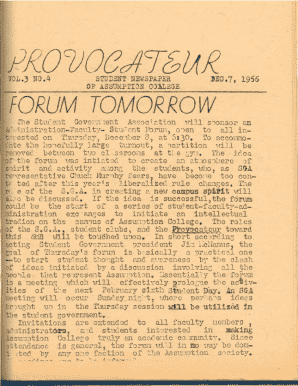 PROVOCATEUR
VOL.3 NO.4 STUDENT NEWSPAPER DEC.7, 1956
OF ASSUMPTION COLLEGE
FORUM TOMORROW
The Student Government Association will sponsor an
Administration-Faculty-Student Forum, open to all in-
terested on Thursday, December 8, at 5:30. To accommo-
date the hopefully large turnout, a partition will be
removed between two classrooms at the gym. The idea
of the forum was intiated to create an atmosphere of
spirit and activity among the students, who, as SGA
representative Chuck Murphy fears, have become too con-
tented after this year's liberalized rule changes. The
role of the S.G.A. in creating a new campus spirit will
also be discussed. If the idea is successful, the forum
could be the start of a series of student-faculty-ad-
ministration exchanges to initiate an intellectual
traction on the campus of Assumption College. The roles
of the S.G.A., student clubs, and the Provocateur toward
this end will be touched upon. In short according to
acting Student Government president Jim McManus, the
goal of Thursday's forum is basically a practical one
—to start student thought and awareness by the clash
of ideas initiated by a discussion involving all the
people that represent Assumption. Essentially the forum
is a meeting which will effectively prologue the activ-
ities of the next February sixth Student Day. An SGA
meeting will occur Sunday night, where perhaps ideas
brought up in the Thursday session will be utilized in
the student government.
Invitations are extended to all faculty members,
administrators, and students interested in making
Assumption College truly an academic community. Since
attendance is general, the forum will in no way be don-
ated by any one faction of the Assumption society.